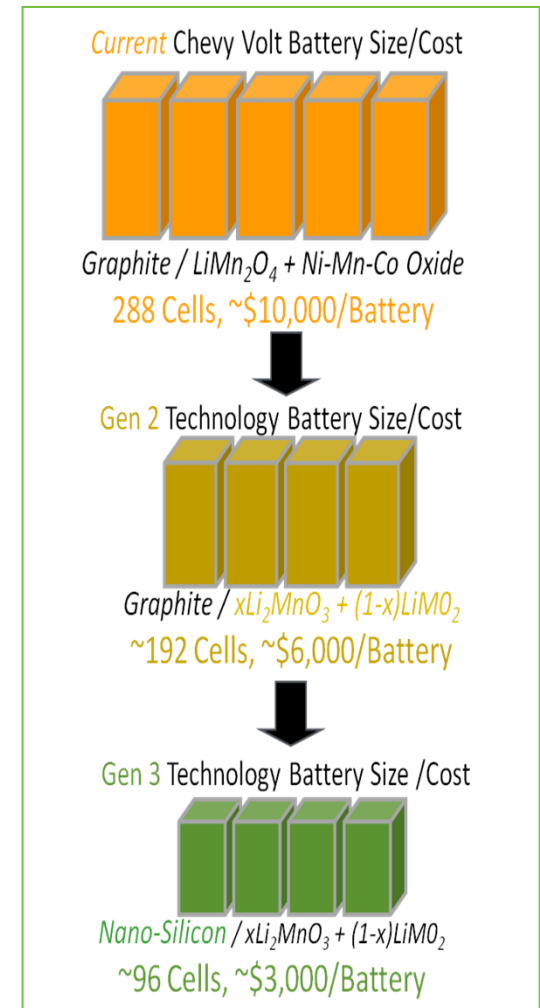 Current Chevy Volt Battery Size/Cost
Graphite / LiMn₂O₄ + Ni-Mn-Co Oxide
288 Cells, ~$10,000/Battery
Gen 2 Technology Battery Size/Cost
Graphite / xLi₂MnO₃ + (1-x)LiM0₂
~192 Cells, ~$6,000/Battery
Gen 3 Technology Battery Size /Cost
Nano-Silicon / xLi₂MnO₃ + (1-x)LiM0₂
~96 Cells, ~$3,000/Battery